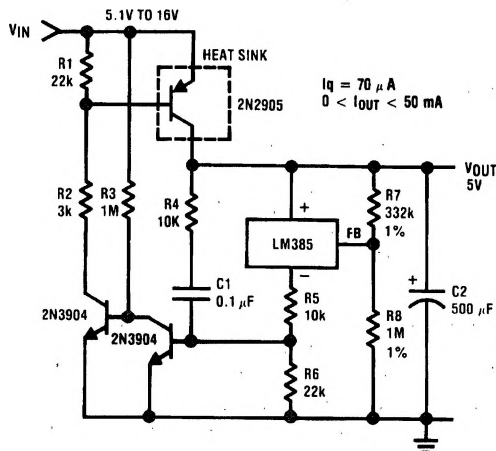 5.1V TO 16V
VIN
R1
22k
HEAT SINK
2N2905
Iq = 70 μA
0 < IOUT < 50 mA
R2
3k
R3
1M
R4
10K
VOUT
5V
R7
332k
1%
+
LM385
−
FB
C1
0.1 μF
R5
10k
R8
1M
1%
+
C2
500 μF
2N3904
2N3904
R6
22k